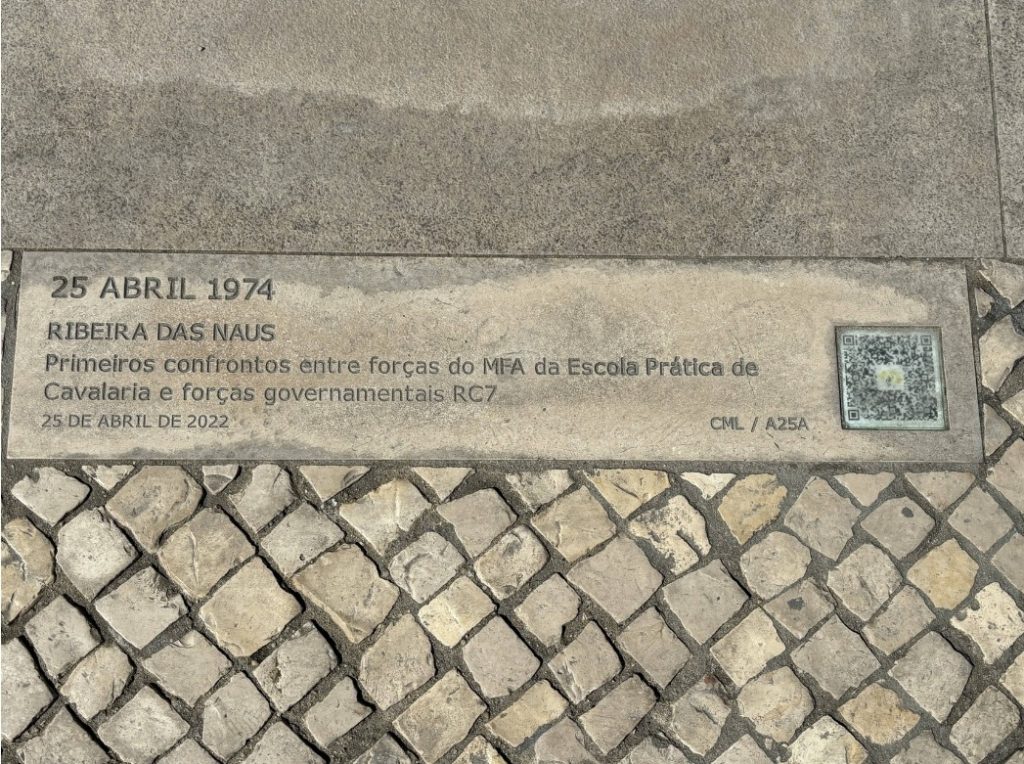 25 ABRIL 1974
RIBEIRA DAS NAUS
Primeiros confrontos entre forças do MFA da Escola Prática de
Cavalaria e forças governamentais RC7
25 DE ABRIL DE 2022
CML / A25A